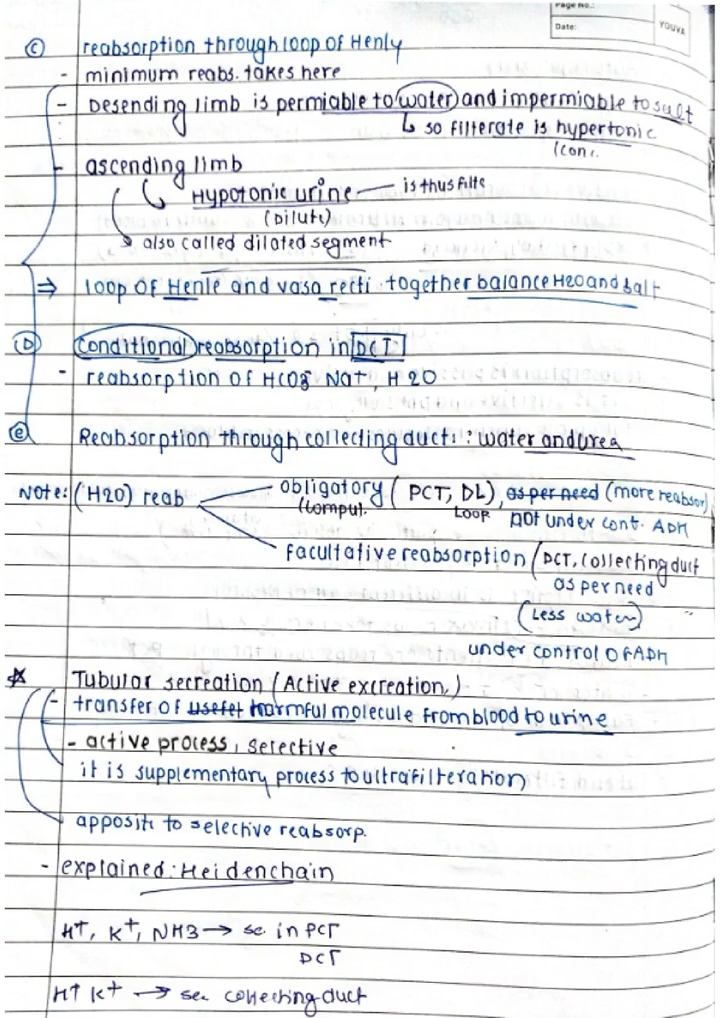 Page No.:
Date:
YOUVA
(C) reabsorption through loop of Henly
- minimum reabs. takes here
- Desending limb is permiable to water and impermiable to salt
↳ so filterate is hypertonic
(conc.
- ascending limb
↳ Hypotonic urine — is thus filte
(Dilute)
↳ also called diloted segment
⇒ loop of Henle and vasa recti together balance H2O and salt
(D) Conditional reabsorption in DCT
- reabsorption of HCO3 Na+, H2O
(e) Reabsorption through collecting duct : water and urea
Note: (H2O) reab
obligatory (PCT, DL), as per need (more reabsor)
(compul. LOOP not under cont. ADH
facultative reabsorption (DCT, collecting duct
as per need
(Less water)
under control OF ADH
* Tubular secreation (Active excreation,)
- transfer of usefel harmful molecule from blood to urine
- active process, selective
it is supplementary process to ultrafilteration
apposite to selective reabsorp.
- explained : Heidenchain
H+, K+, NH3 → se. in PCT
DCT
H+ K+ → sec collecting duct